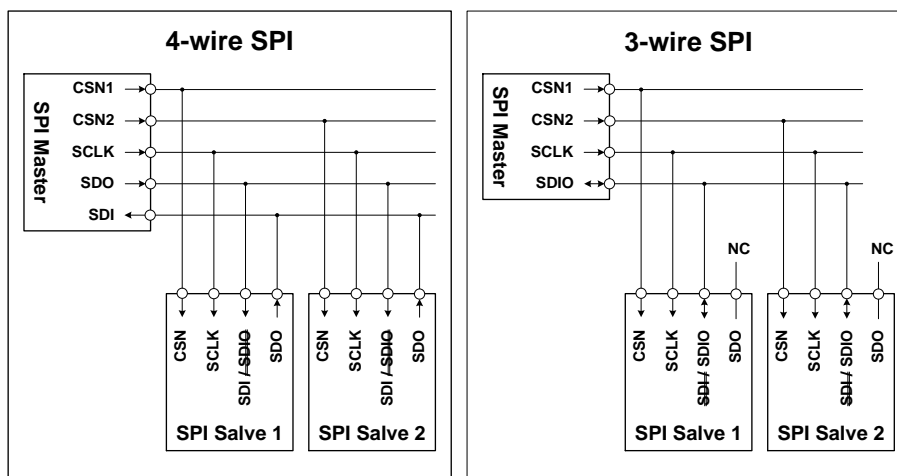 4-wire SPI
SPI Master
CSN1
CSN2
SCLK
SDO
SDI
CSN
SCLK
SDI / SDIO
SDO
SPI Salve 1
CSN
SCLK
SDI / SDIO
SDO
SPI Salve 2
3-wire SPI
SPI Master
CSN1
CSN2
SCLK
SDIO
NC
NC
CSN
SCLK
SDI / SDIO
SDO
SPI Salve 1
CSN
SCLK
SDI / SDIO
SDO
SPI Salve 2